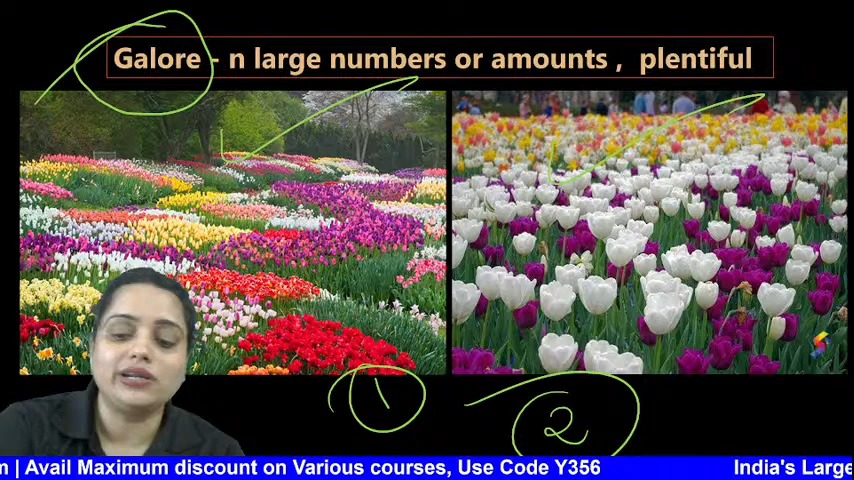 Galore - n large numbers or amounts , plentiful
1
2
m | Avail Maximum discount on Various courses, Use Code Y356 India's Large